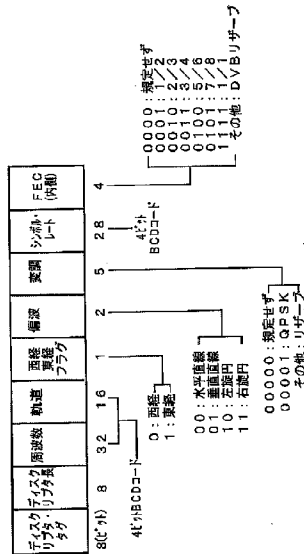 ディスクリプタ・タグ
ディスクリプタ長
周波数
軌道
西経東経フラグ
偏波
変調
シンボル・レート
FEC(内側)
8(ビット)
8
32
16
1
2
5
28
4
4ビットBCDコード
0:西経
1:東経
00:水平直線
01:垂直直線
10:左旋円
11:右旋円
00000:規定せず
00001:QPSK
その他:リザーブ
4ビット
BCDコード
0000:規定せず
0001:1/2
0010:2/3
0011:3/4
0100:5/6
0101:7/8
1111:1/1
その他:DVBリザーブ